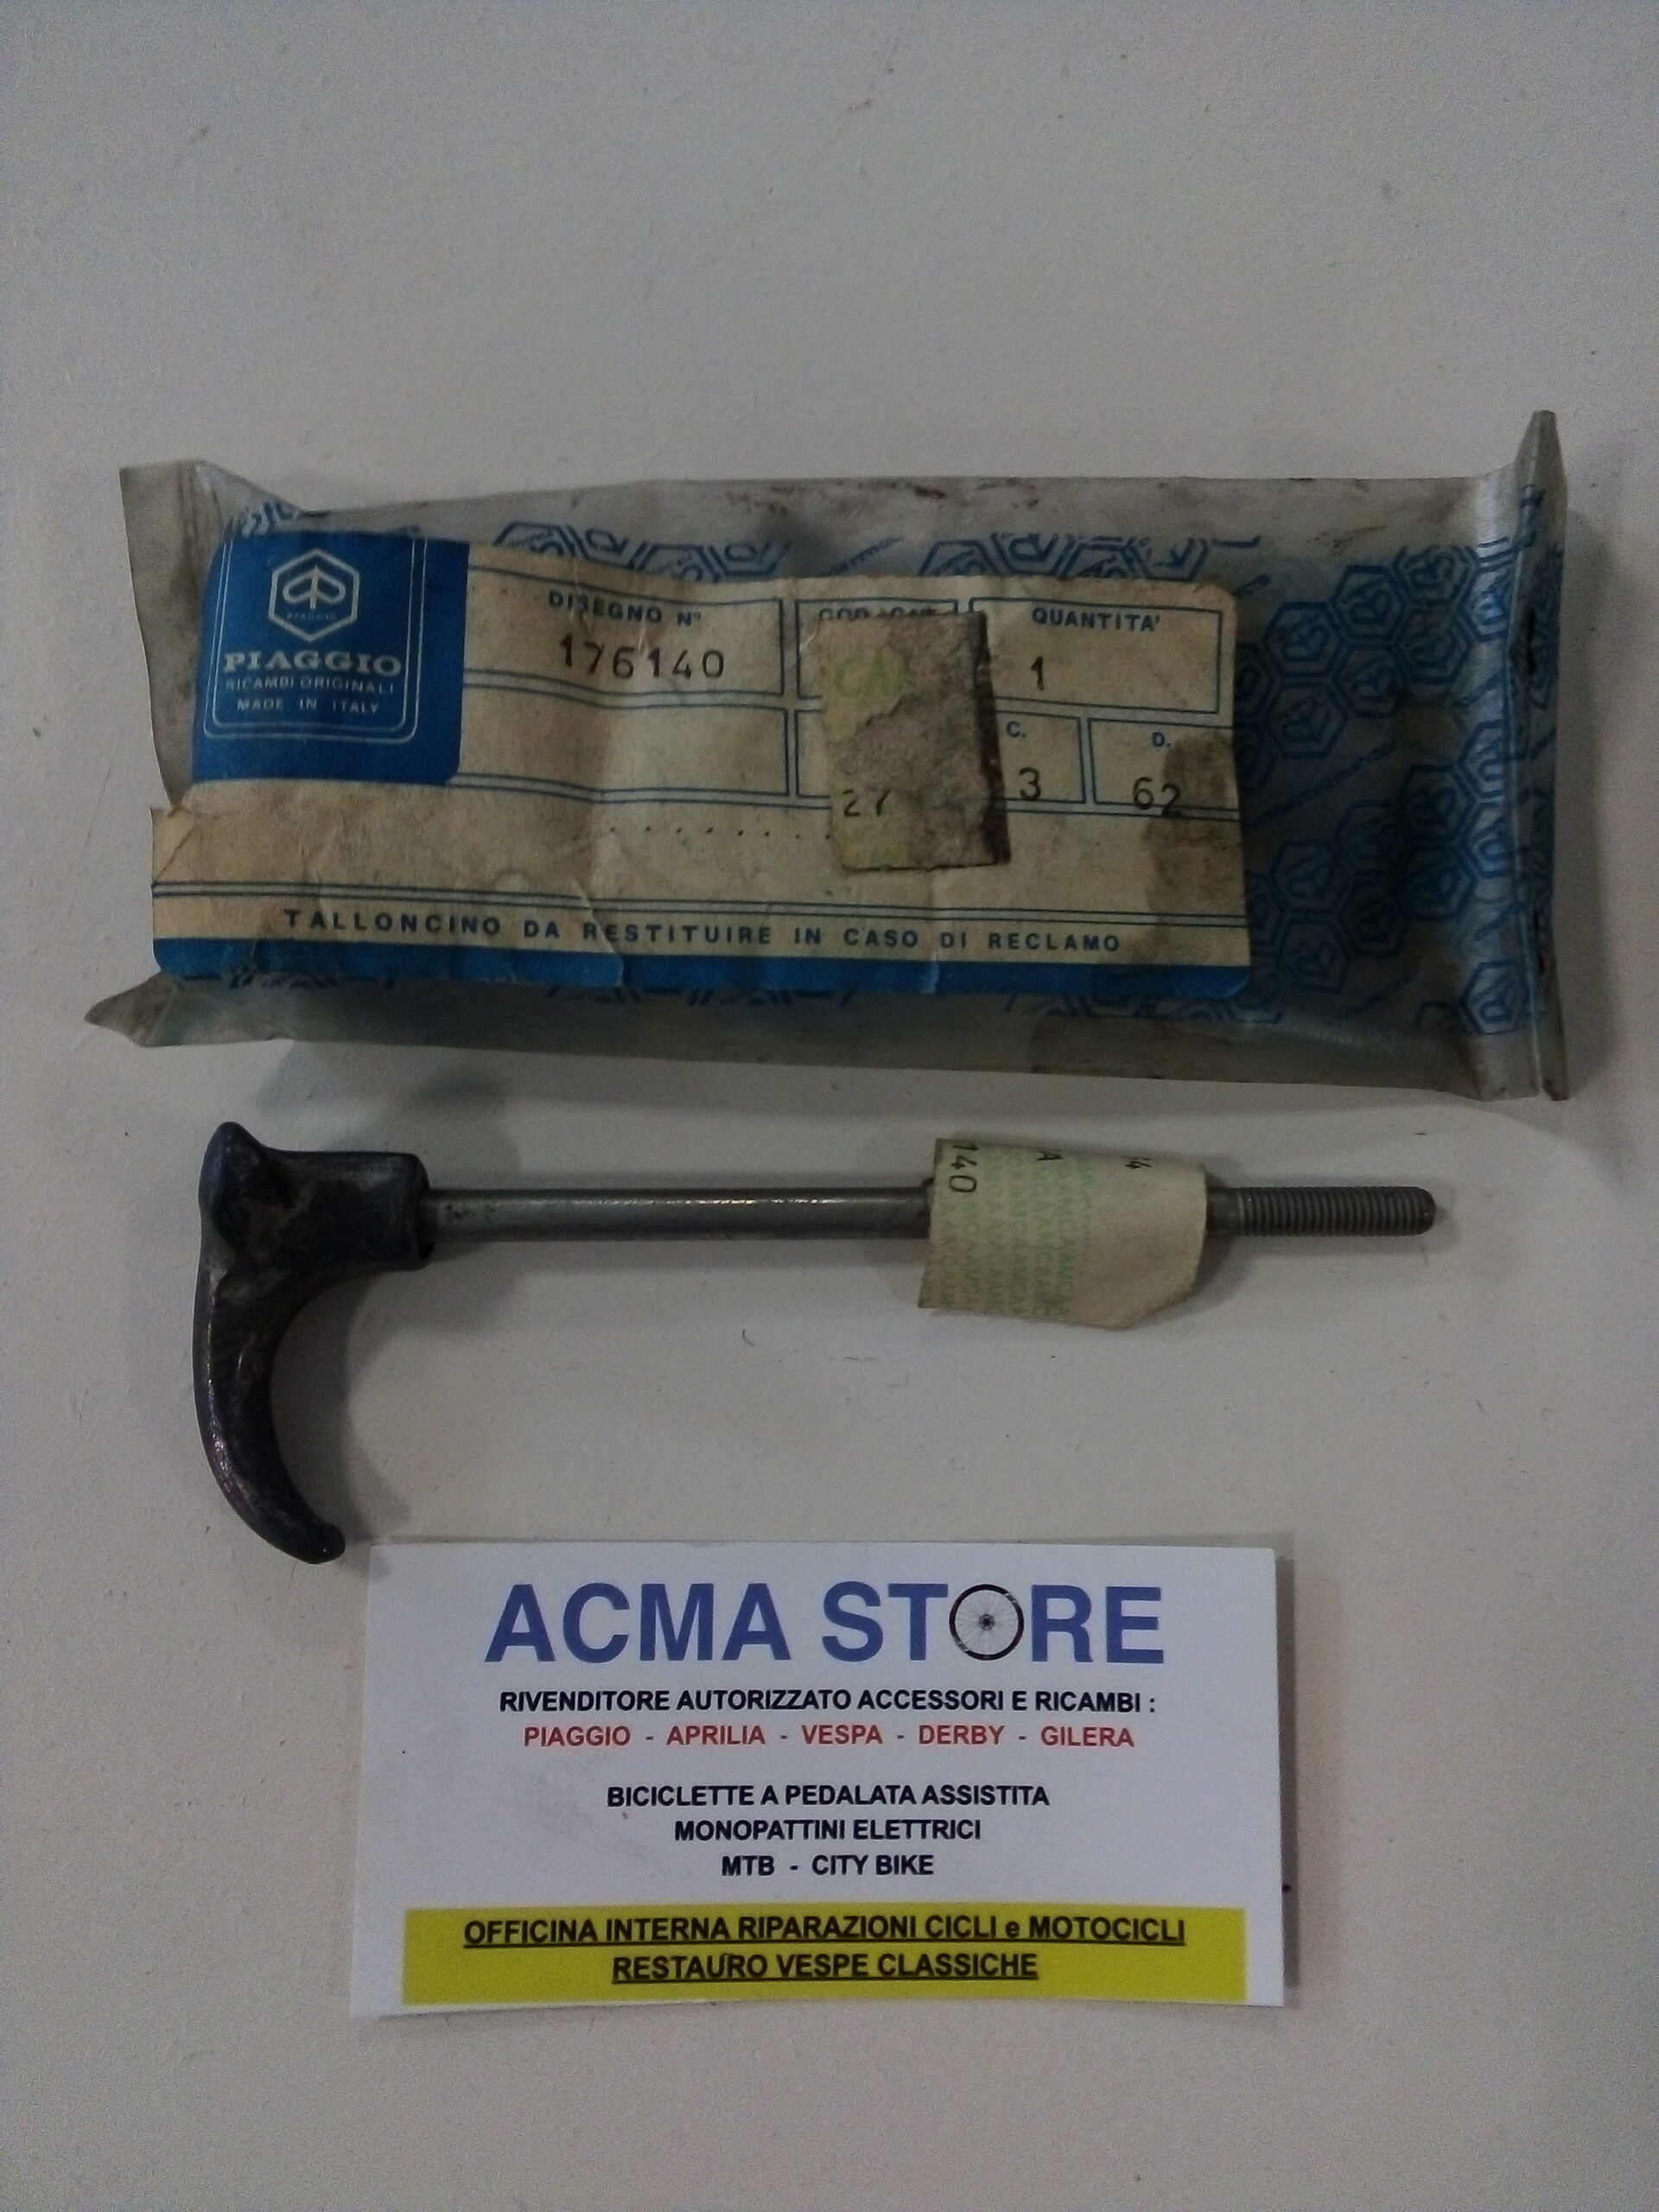 PIAGGIO
PIAGGIO
RICAMBI ORIGINALI
MADE IN ITALY
DISEGNO N°
176140
QUANTITA'
1
C.
3
D.
62
27
TALLONCINO DA RESTITUIRE IN CASO DI RECLAMO
140
ACMA STORE
RIVENDITORE AUTORIZZATO ACCESSORI E RICAMBI :
PIAGGIO - APRILIA - VESPA - DERBY - GILERA
BICICLETTE A PEDALATA ASSISTITA
MONOPATTINI ELETTRICI
MTB - CITY BIKE
OFFICINA INTERNA RIPARAZIONI CICLI e MOTOCICLI
RESTAURO VESPE CLASSICHE